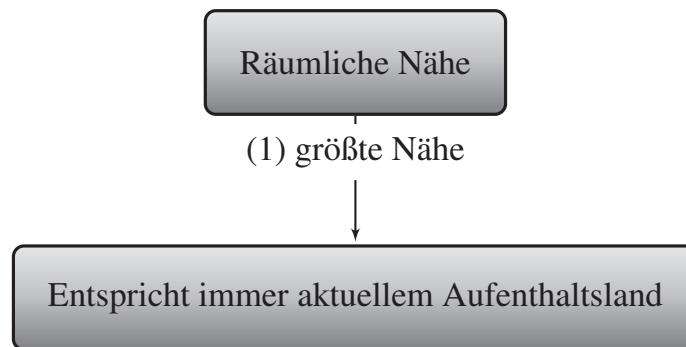 Räumliche Nähe
(1) größte Nähe
Entspricht immer aktuellem Aufenthaltsland